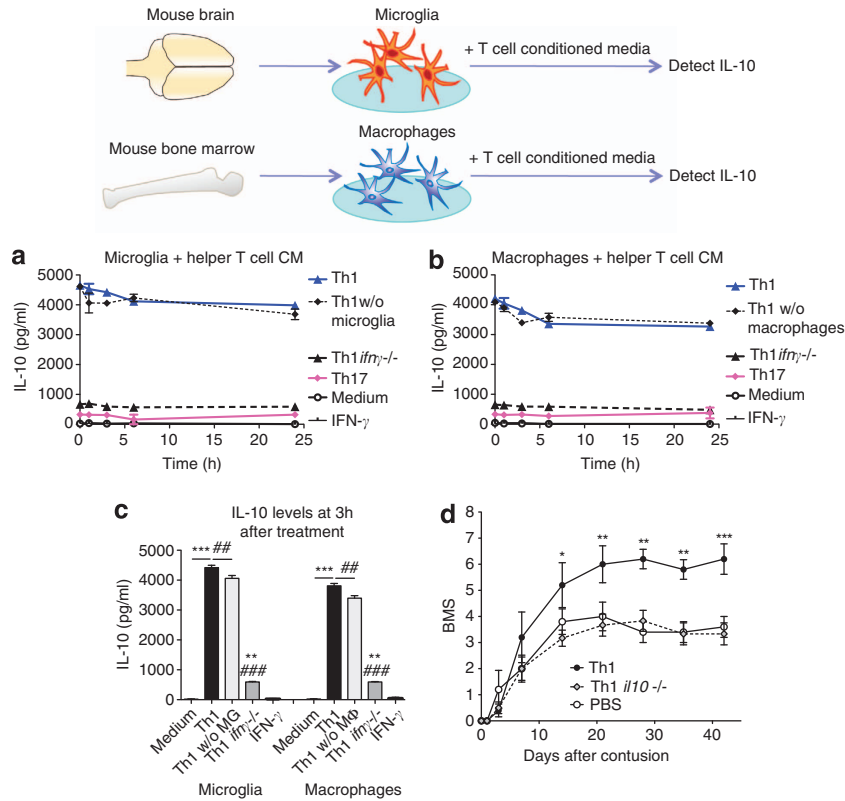 Mouse brain
Microglia
+ T cell conditioned media
Detect IL-10
Mouse bone marrow
Macrophages
+ T cell conditioned media
Detect IL-10
a
Microglia + helper T cell CM
IL-10 (pg/ml)
5000
4000
3000
2000
1000
0
0 5 10 15 20 25
Time (h)
Th1
Th1w/o
microglia
Th1ifnγ-/-
Th17
Medium
IFN-γ
b
Macrophages + helper T cell CM
IL-10 (pg/ml)
5000
4000
3000
2000
1000
0
0 5 10 15 20 25
Time (h)
Th1
Th1 w/o
macrophages
Th1ifnγ-/-
Th17
Medium
IFN-γ
c
IL-10 levels at 3h
after treatment
IL-10 (pg/ml)
5000
4000
3000
2000
1000
0
*** ##
**
###
*** ##
**
###
Medium
Th1
Th1 w/o MG
Th1 ifnγ-/-
IFN-γ
Medium
Th1
Th1 w/o MΦ
Th1 ifnγ-/-
IFN-γ
Microglia
Macrophages
d
BMS
8
7
6
5
4
3
2
1
0
* ** ** ** ***
Th1
Th1 il10 -/-
PBS
0 10 20 30 40
Days after contusion